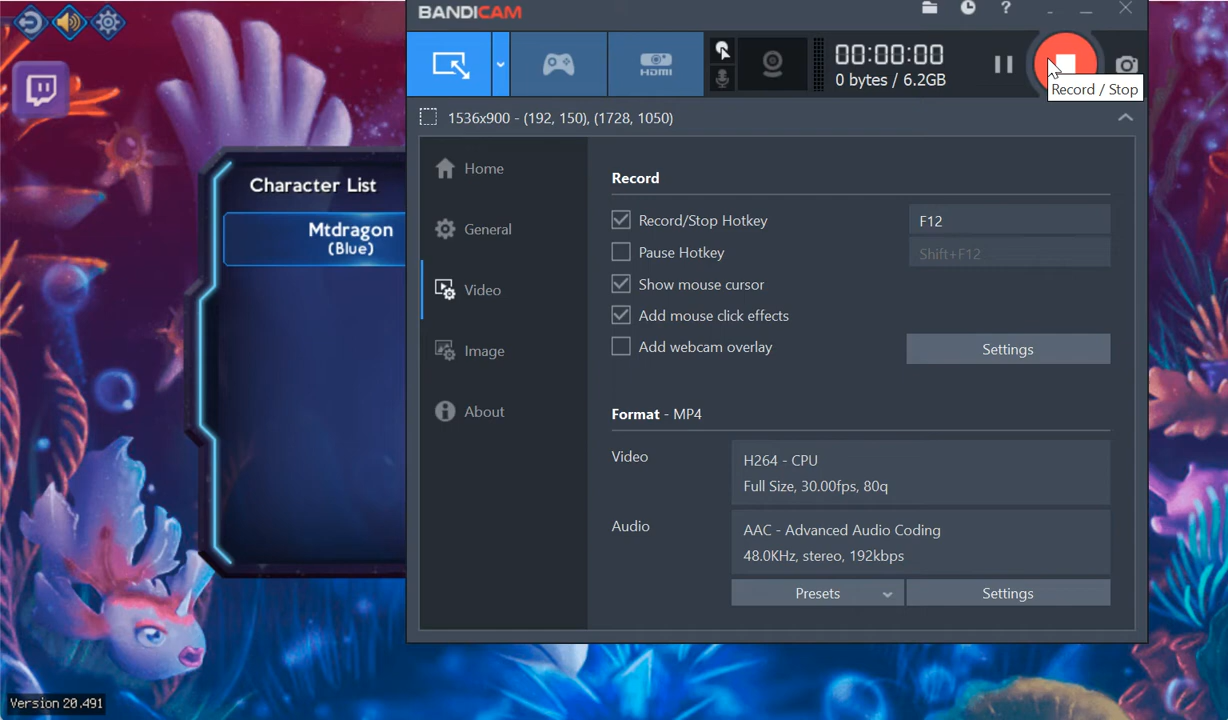 BANDICAM
?
HDMI
00:00:00
0 bytes / 6.2GB
Record / Stop
1536x900 - (192, 150), (1728, 1050)
Character List
Mtdragon
(Blue)
Home
General
Video
Image
About
Record
Record/Stop Hotkey
F12
Pause Hotkey
Shift+F12
Show mouse cursor
Add mouse click effects
Add webcam overlay
Settings
Format - MP4
Video
H264 - CPU
Full Size, 30.00fps, 80q
Audio
AAC - Advanced Audio Coding
48.0KHz, stereo, 192kbps
Presets
Settings
Version 20.491